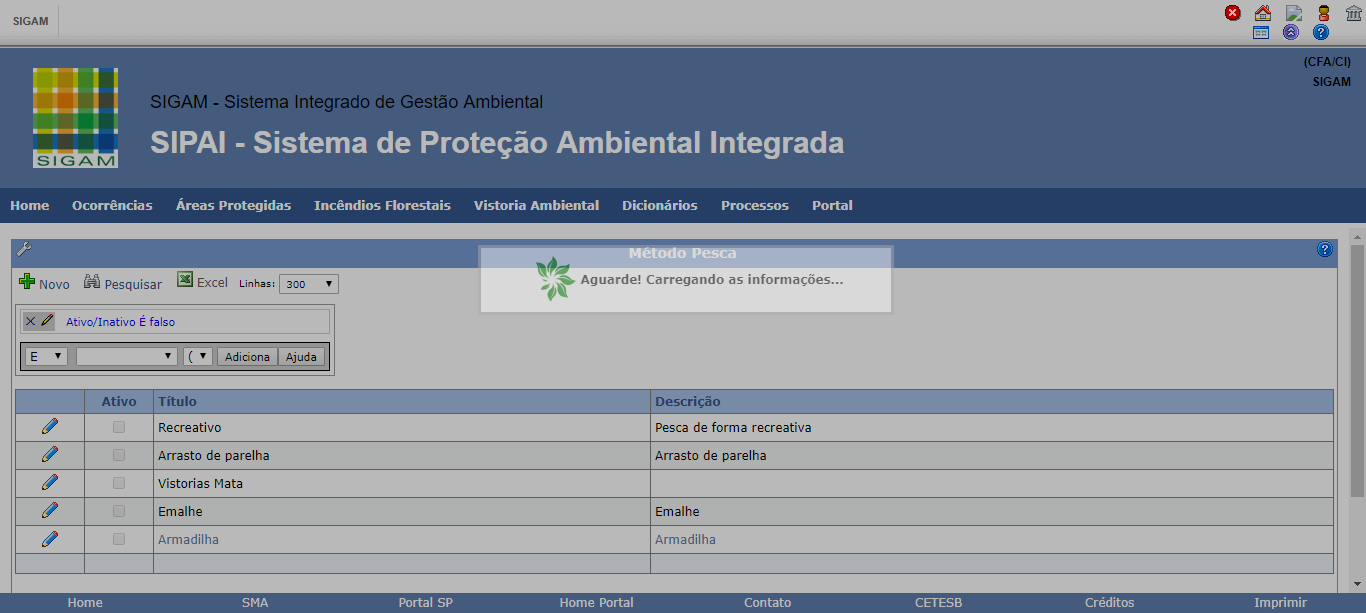 SIGAM
(CFA/CI)
SIGAM
SIGAM
SIGAM - Sistema Integrado de Gestão Ambiental
SIPAI - Sistema de Proteção Ambiental Integrada
Home Ocorrências Áreas Protegidas Incêndios Florestais Vistoria Ambiental Dicionários Processos Portal
Método Pesca
Aguarde! Carregando as informações...
Novo Pesquisar Excel Linhas: 300
Ativo/Inativo É falso
E ( Adiciona Ajuda
Ativo Título Descrição
Recreativo Pesca de forma recreativa
Arrasto de parelha Arrasto de parelha
Vistorias Mata
Emalhe Emalhe
Armadilha Armadilha
Home SMA Portal SP Home Portal Contato CETESB Créditos Imprimir